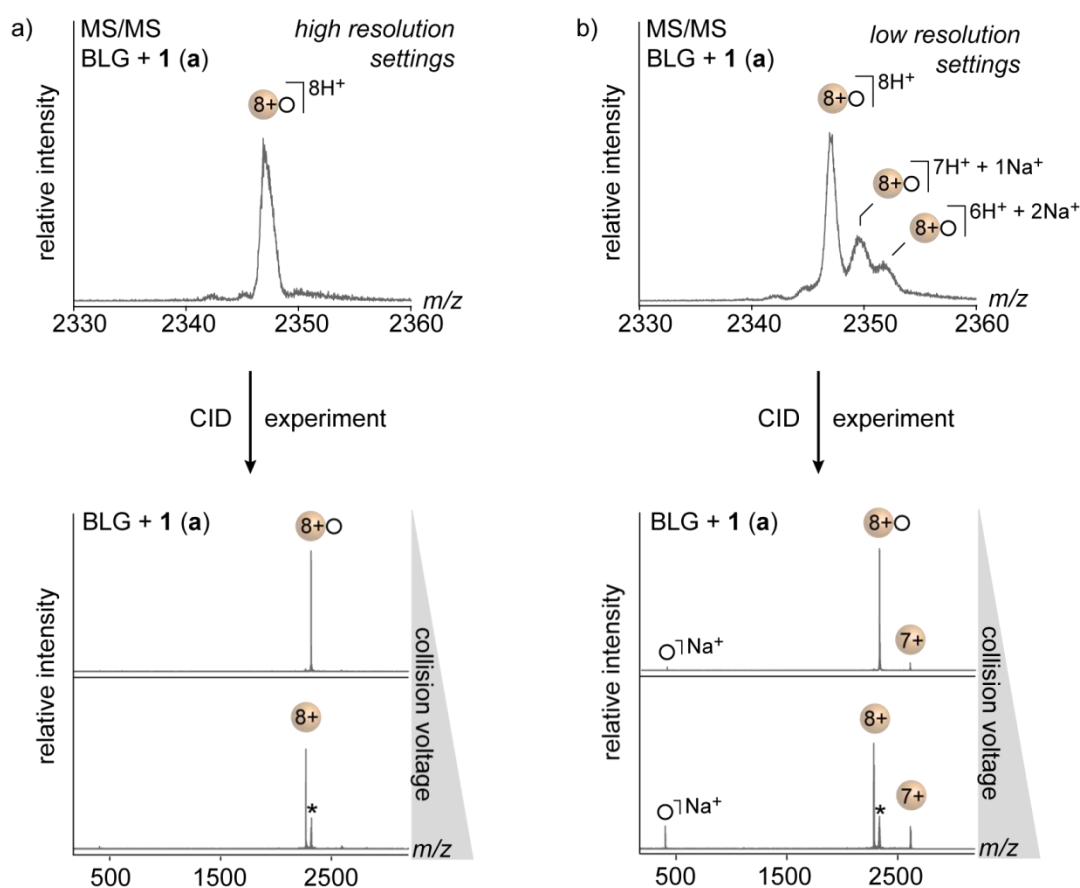 a)
MS/MS
BLG + 1 (a)
high resolution
settings
8+
8H+
relative intensity
2330 2340 2350 2360
m/z
CID experiment
BLG + 1 (a)
8+
8+
*
relative intensity
collision voltage
m/z
500 1500 2500
b)
MS/MS
BLG + 1 (a)
low resolution
settings
8+
8H+
8+
7H+ + 1Na+
8+
6H+ + 2Na+
relative intensity
2330 2340 2350 2360
m/z
CID experiment
BLG + 1 (a)
8+
Na+
7+
8+
Na+
*
7+
relative intensity
collision voltage
m/z
500 1500 2500